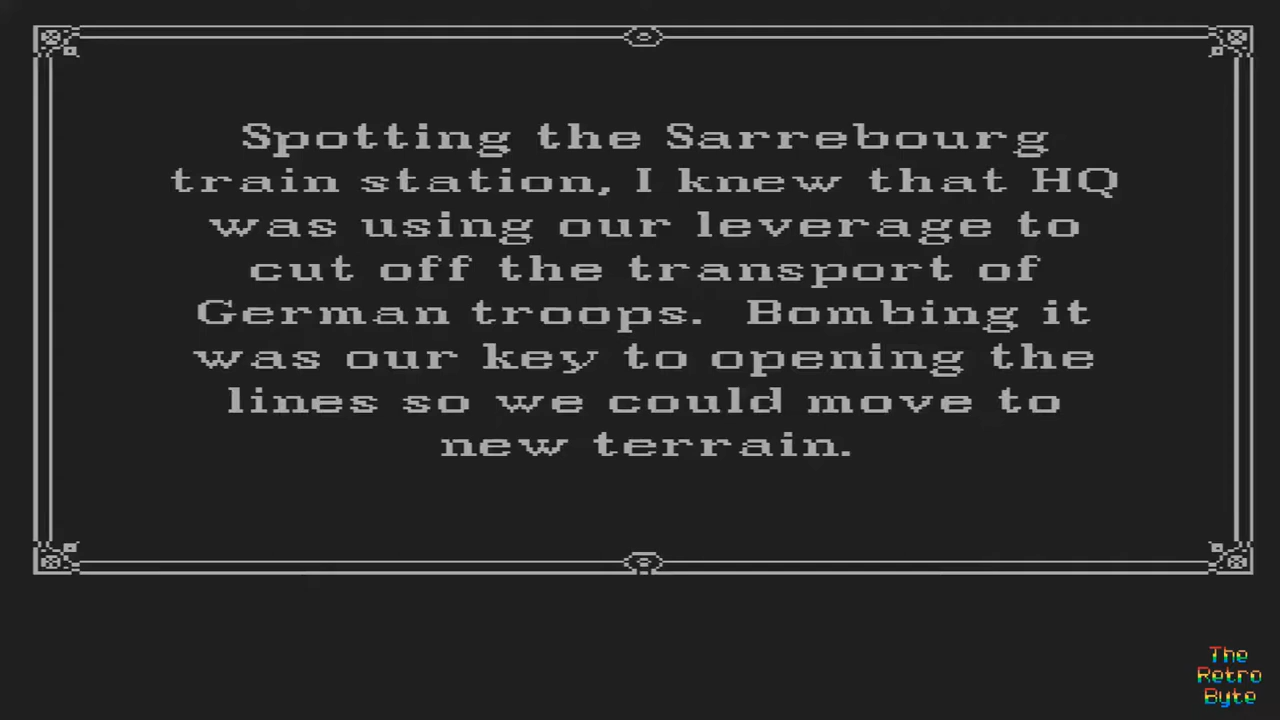 Spotting the Sarrebourg
train station, I knew that HQ
was using our leverage to
cut off the transport of
German troops.  Bombing it
was our key to opening the
lines so we could move to
new terrain.
The
Retro
Byte